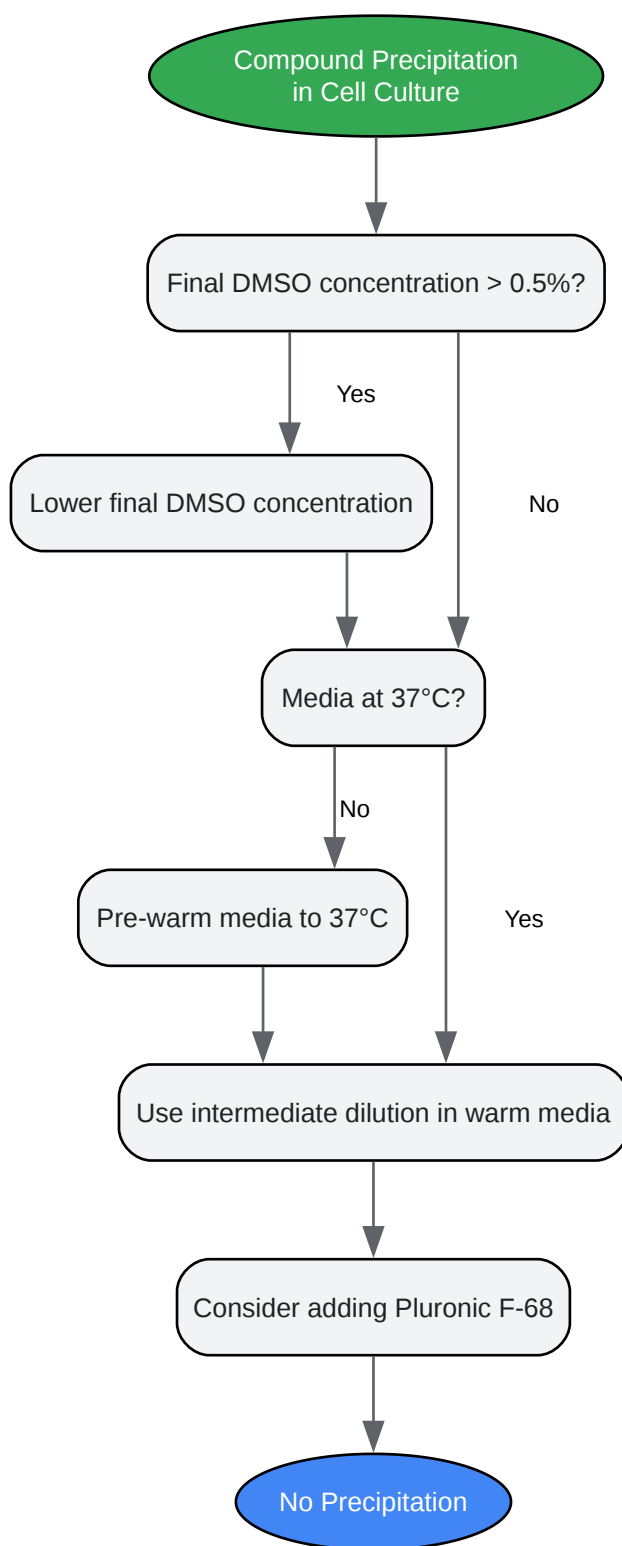 Compound Precipitation
in Cell Culture
Final DMSO concentration > 0.5%?
Yes
Lower final DMSO concentration
No
Media at 37°C?
No
Pre-warm media to 37°C
Yes
Use intermediate dilution in warm media
Consider adding Pluronic F-68
No Precipitation